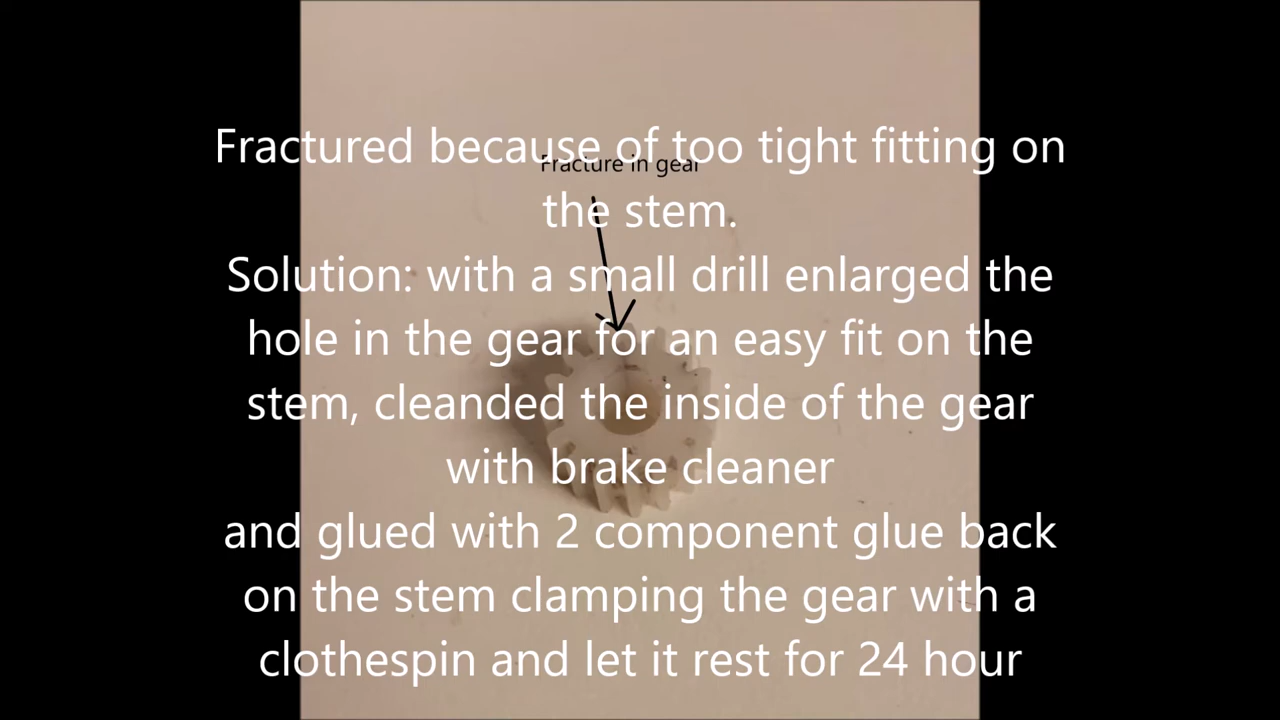 Fractured because of too tight fitting on
Fracture in gear
the stem.
Solution: with a small drill enlarged the
hole in the gear for an easy fit on the
stem, cleanded the inside of the gear
with brake cleaner
and glued with 2 component glue back
on the stem clamping the gear with a
clothespin and let it rest for 24 hour